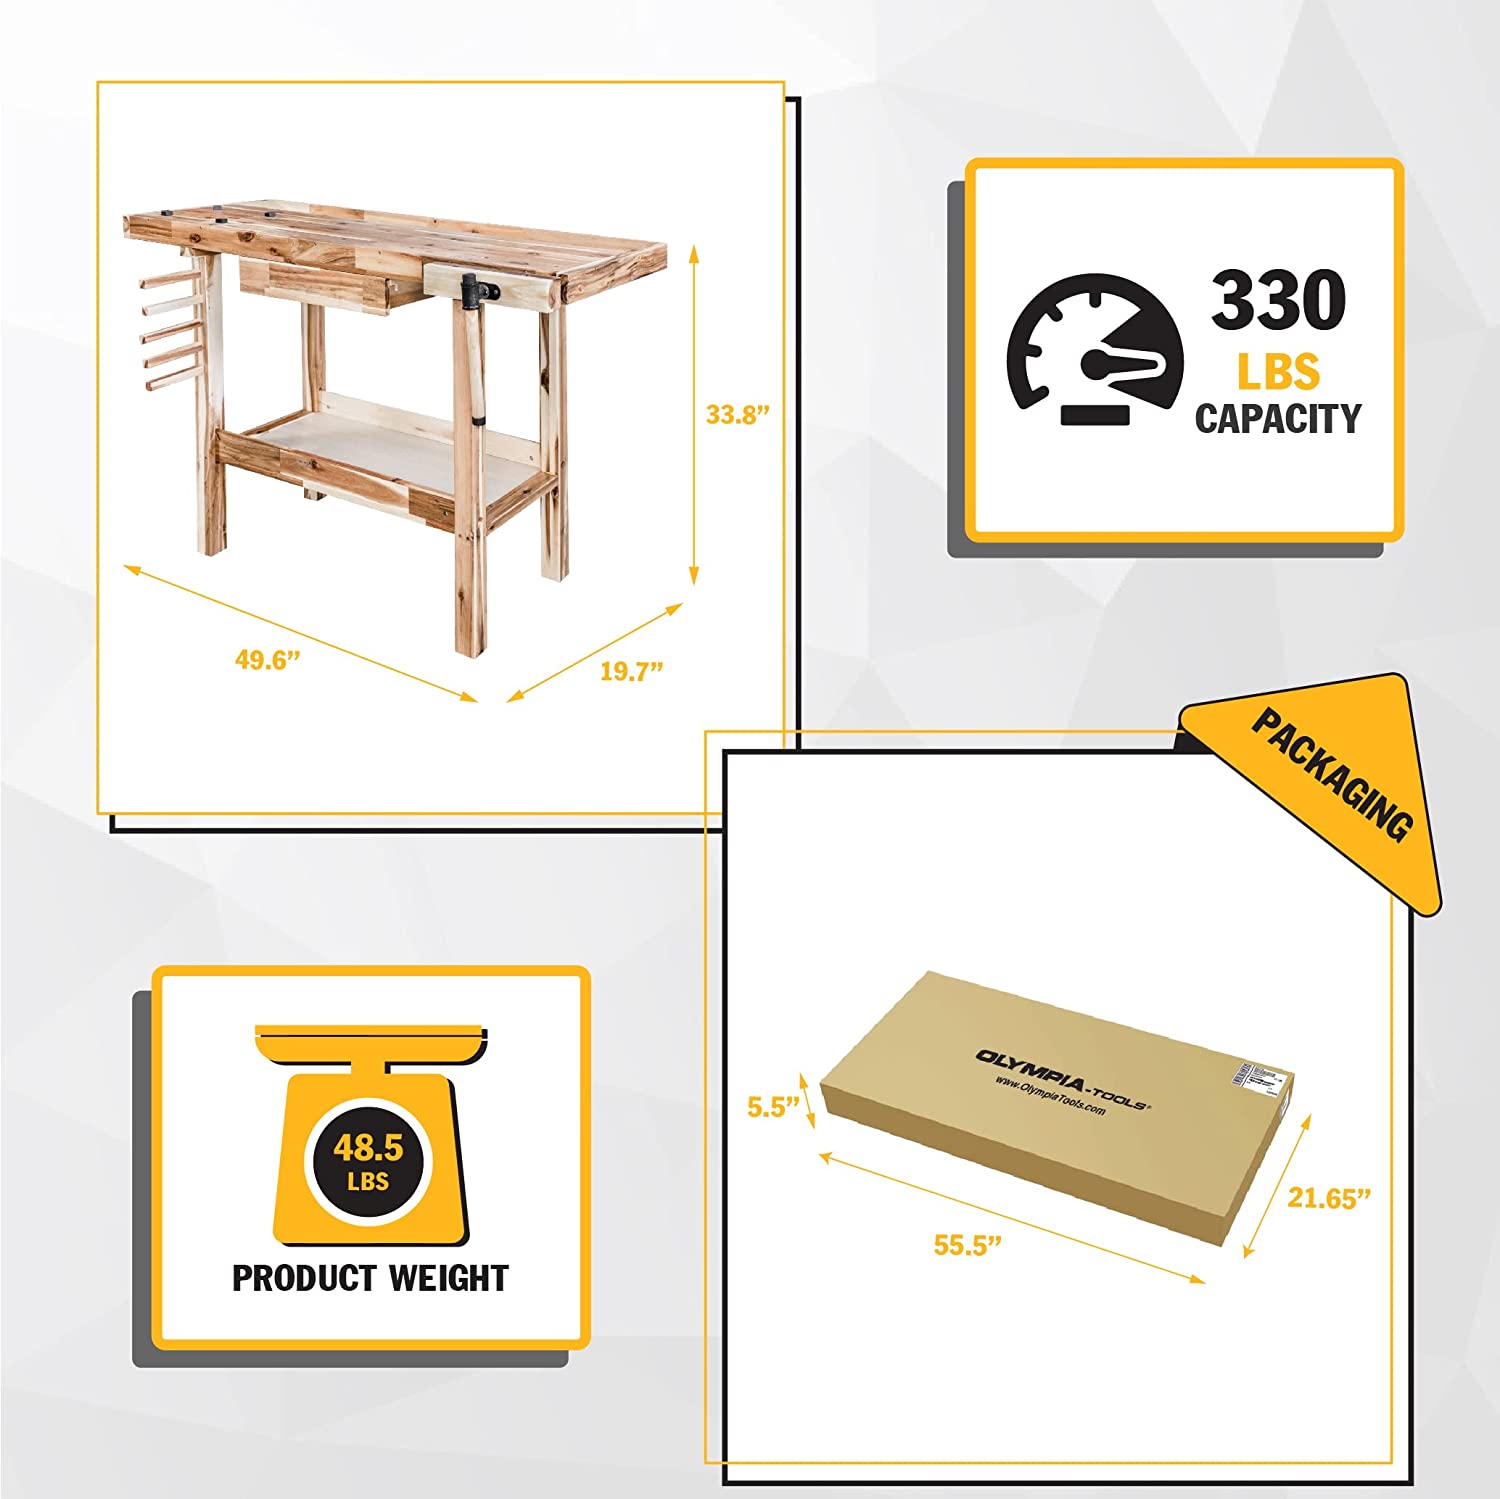 33.8”
49.6”
19.7”
330
LBS
CAPACITY
PACKAGING
48.5
LBS
PRODUCT WEIGHT
OLYMPIA-TOOLS®
www.OlympiaTools.com
5.5”
21.65”
55.5”